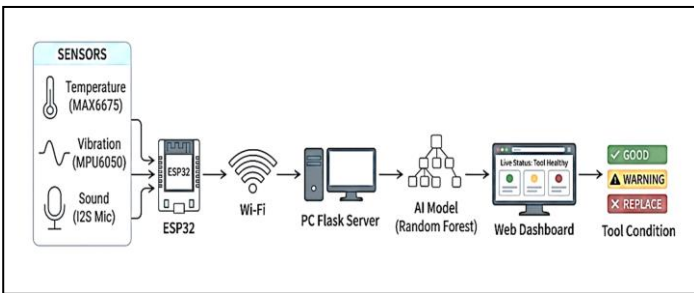 SENSORS
Temperature
(MAX6675)
Vibration
(MPU6050)
Sound
(I2S Mic)
ESP32
ESP32
Wi-Fi
PC Flask Server
AI Model
(Random Forest)
Live Status: Tool Healthy
Web Dashboard
GOOD
WARNING
REPLACE
Tool Condition